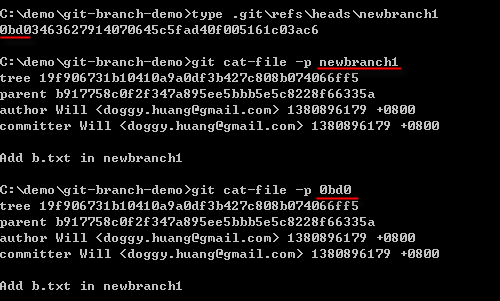 C:\demo\git-branch-demo>type .git\refs\heads\newbranch1
0bd03463627914070645c5fad40f005161c03ac6
C:\demo\git-branch-demo>git cat-file -p newbranch1
tree 19f906731b10410a9a0df3b427c808b074066ff5
parent b917758c0f2f347a895ee5bbb5e5c8228f66335a
author Will <doggy.huang@gmail.com> 1380896179 +0800
committer Will <doggy.huang@gmail.com> 1380896179 +0800
Add b.txt in newbranch1
C:\demo\git-branch-demo>git cat-file -p 0bd0
tree 19f906731b10410a9a0df3b427c808b074066ff5
parent b917758c0f2f347a895ee5bbb5e5c8228f66335a
author Will <doggy.huang@gmail.com> 1380896179 +0800
committer Will <doggy.huang@gmail.com> 1380896179 +0800
Add b.txt in newbranch1